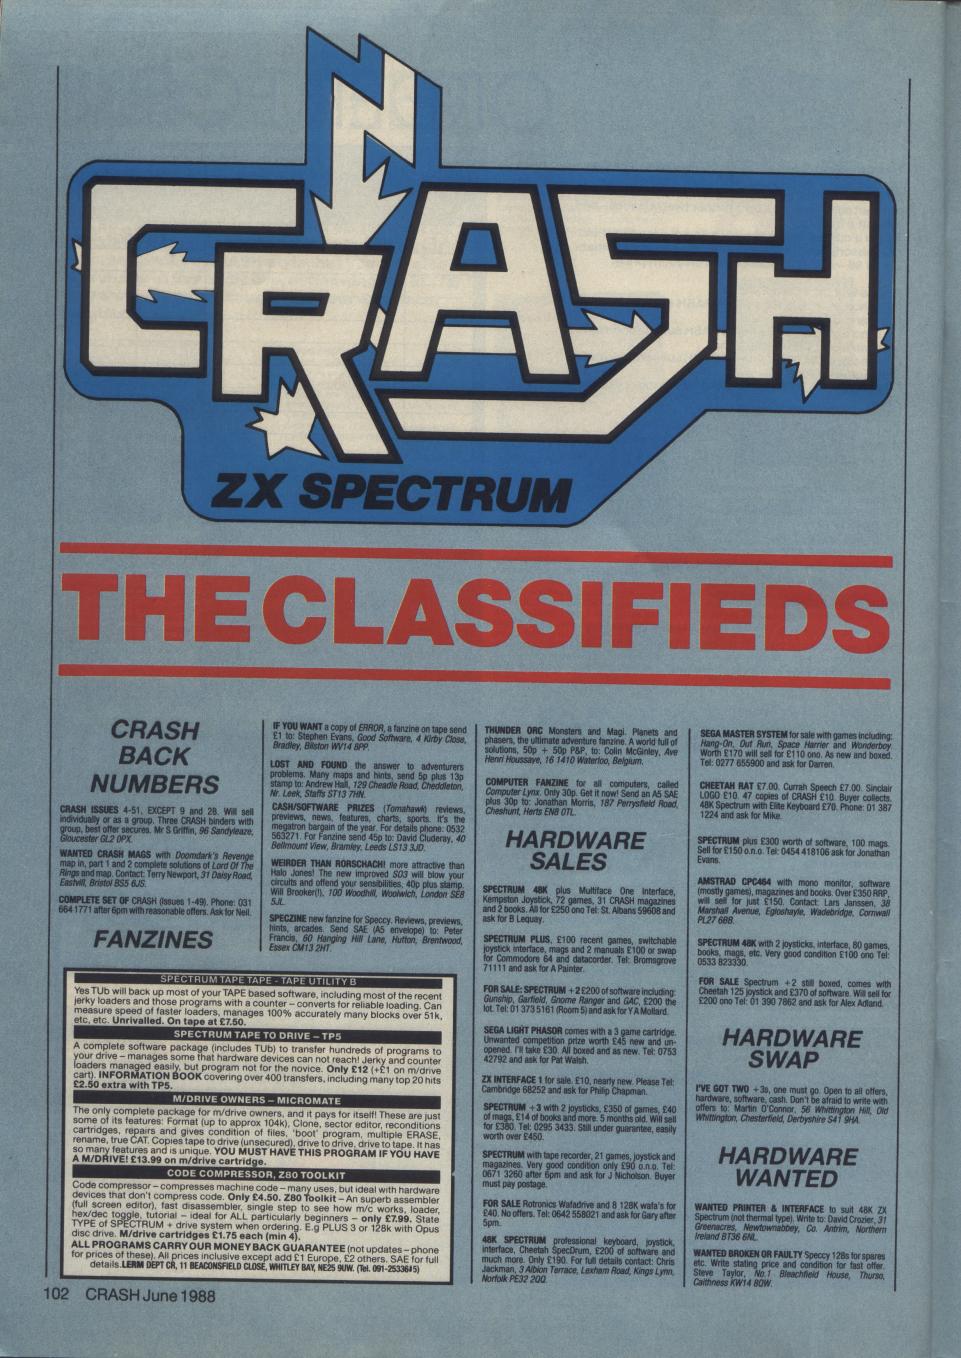 CRASH
ZX SPECTRUM
THE CLASSIFIEDS
CRASH
BACK
NUMBERS
CRASH ISSUES 4-51, EXCEPT 9 and 28. Will sell
individually or as a group. Three CRASH binders with
group, best offer secures. Mr S Griffin, 96 Sandyleaze,
Gloucester GL2 0PX.
WANTED CRASH MAGS with Doomdark's Revenge
map in, part 1 and 2 complete solutions of Lord Of The
Rings and map. Contact: Terry Newport, 31 Daisy Road,
Eastvill, Bristol BS5 6JS.
COMPLETE SET OF CRASH (Issues 1-49). Phone: 031
664 1771 after 6pm with reasonable offers. Ask for Neil.
FANZINES
IF YOU WANT a copy of ERROR, a fanzine on tape send
£1 to: Stephen Evans, Good Software, 4 Kirby Close,
Bradley, Bilston WV14 8PP.
LOST AND FOUND the answer to adventurers
problems. Many maps and hints, send 5p plus 13p
stamp to: Andrew Hall, 129 Cheadle Road, Cheddleton,
Nr. Leek, Staffs ST13 7HN.
CASH/SOFTWARE PRIZES (Tomahawk) reviews,
previews, news, features, charts, sports. It's the
megatron bargain of the year. For details phone: 0532
563271. For Fanzine send 45p to: David Cluderay, 40
Bellmount View, Bramley, Leeds LS13 3JD.
WEIRDER THAN RORSCHACH! more attractive than
Halo Jones! The new improved SO3 will blow your
circuits and offend your sensibilities, 40p plus stamp.
Will Brooker(!), 100 Woodhill, Woolwich, London SE8
5JL.
SPECZINE new fanzine for Speccy. Reviews, previews,
hints, arcades. Send SAE (A5 envelope) to: Peter
Francis, 60 Hanging Hill Lane, Hutton, Brentwood,
Essex CM13 2HT.
SPECTRUM TAPE TAPE - TAPE UTILITY B
Yes TUb will back up most of your TAPE based software, including most of the recent
jerky loaders and those programs with a counter – converts for reliable loading. Can
measure speed of faster loaders, manages 100% accurately many blocks over 51k,
etc, etc. Unrivalled. On tape at £7.50.
SPECTRUM TAPE TO DRIVE – TP5
A complete software package (includes TUb) to transfer hundreds of programs to
your drive – manages some that hardware devices can not reach! Jerky and counter
loaders managed easily, but program not for the novice. Only £12 (+£1 on m/drive
cart). INFORMATION BOOK covering over 400 transfers, including many top 20 hits
£2.50 extra with TP5.
M/DRIVE OWNERS – MICROMATE
The only complete package for m/drive owners, and it pays for itself! These are just
some of its features: Format (up to approx 104k), Clone, sector editor, reconditions
cartridges, repairs and gives condition of files, 'boot' program, multiple ERASE,
rename, true CAT. Copies tape to drive (unsecured), drive to drive, drive to tape. It has
so many features and is unique. YOU MUST HAVE THIS PROGRAM IF YOU HAVE
A M/DRIVE! £13.99 on m/drive cartridge.
CODE COMPRESSOR, Z80 TOOLKIT
Code compressor – compresses machine code – many uses, but ideal with hardware
devices that don't compress code. Only £4.50. Z80 Toolkit – An superb assembler
(full screen editor), fast disassembler, single step to see how m/c works, loader,
hex/dec toggle, tutorial – ideal for ALL particularly beginners – only £7.99. State
TYPE of SPECTRUM + drive system when ordering. E.g PLUS 3 or 128k with Opus
disc drive. M/drive cartridges £1.75 each (min 4).
ALL PROGRAMS CARRY OUR MONEY BACK GUARANTEE (not updates – phone
for prices of these). All prices inclusive except add £1 Europe, £2 others. SAE for full
details. LERM DEPT CR, 11 BEACONSFIELD CLOSE, WHITLEY BAY, NE25 9UW. (Tel. 091-2533615)
THUNDER ORC Monsters and Magi. Planets and
phasers, the ultimate adventure fanzine. A world full of
solutions, 50p + 50p P&P, to: Colin McGinley, Ave
Henri Houssaye, 16 1410 Waterloo, Belgium.
COMPUTER FANZINE for all computers, called
Computer Lynx. Only 30p. Get it now! Send an A5 SAE
plus 30p to: Jonathan Morris, 187 Perrysfield Road,
Cheshunt, Herts EN8 0TL.
HARDWARE
SALES
SPECTRUM 48K plus Multiface One Interface,
Kempston Joystick, 72 games, 31 CRASH magazines
and 2 books. All for £250 ono Tel: St. Albans 59608 and
ask for B Lequay.
SPECTRUM PLUS, £100 recent games, switchable
joystick interface, mags and 2 manuals £100 or swap
for Commodore 64 and datacorder. Tel: Bromsgrove
71111 and ask for A Painter.
FOR SALE: SPECTRUM +2 £200 of software including:
Gunship, Garfield, Gnome Ranger and GAC, £200 the
lot. Tel: 01 373 5161 (Room 5) and ask for Y A Mollard.
SEGA LIGHT PHASOR comes with a 3 game cartridge.
Unwanted competition prize worth £45 new and un-
opened. I'll take £30. All boxed and as new. Tel: 0753
42792 and ask for Pat Walsh.
ZX INTERFACE 1 for sale. £10, nearly new. Please Tel:
Cambridge 68252 and ask for Philip Chapman.
SPECTRUM +3 with 2 joysticks, £350 of games, £40
of mags, £14 of books and more. 5 months old. Will sell
for £380. Tel: 0295 3433. Still under guarantee, easily
worth over £450.
SPECTRUM with tape recorder, 21 games, joystick and
magazines. Very good condition only £90 o.n.o. Tel:
0671 3260 after 6pm and ask for J Nicholson. Buyer
must pay postage.
FOR SALE Rotronics Wafadrive and 8 128K wafa's for
£40. No offers. Tel: 0642 558021 and ask for Gary after
5pm.
48K SPECTRUM professional keyboard, joystick,
interface, Cheetah SpecDrum, £200 of software and
much more. Only £190. For full details contact: Chris
Jackman, 3 Albion Terrace, Lexham Road, Kings Lynn,
Norfolk PE32 2QQ.
SEGA MASTER SYSTEM for sale with games including:
Hang-On, Out Run, Space Harrier and Wonderboy.
Worth £170 will sell for £110 ono. As new and boxed.
Tel: 0277 655900 and ask for Darren.
CHEETAH RAT £7.00. Currah Speech £7.00. Sinclair
LOGO £10. 47 copies of CRASH £10. Buyer collects.
48K Spectrum with Elite Keyboard £70. Phone: 01 387
1224 and ask for Mike.
SPECTRUM plus £300 worth of software, 100 mags.
Sell for £150 o.n.o. Tel: 0454 418106 ask for Jonathan
Evans.
AMSTRAD CPC464 with mono monitor, software
(mostly games), magazines and books. Over £350 RRP,
will sell for just £150. Contact: Lars Janssen, 38
Marshall Avenue, Egloshayle, Wadebridge, Cornwall
PL27 66B.
SPECTRUM 48K with 2 joysticks, interface, 80 games,
books, mags, etc. Very good condition £100 ono Tel:
0533 823330.
FOR SALE Spectrum +2 still boxed, comes with
Cheetah 125 joystick and £370 of software. Will sell for
£200 ono Tel: 01 390 7862 and ask for Alex Adland.
HARDWARE
SWAP
I'VE GOT TWO +3s, one must go. Open to all offers,
hardware, software, cash. Don't be afraid to write with
offers to: Martin O'Connor, 56 Whittington Hill, Old
Whittington, Chesterfield, Derbyshire S41 9HA.
HARDWARE
WANTED
WANTED PRINTER & INTERFACE to suit 48K ZX
Spectrum (not thermal type). Write to: David Crozier, 31
Greenacres, Newtownabbey, Co. Antrim, Northern
Ireland BT36 6NL.
WANTED BROKEN OR FAULTY Speccy 128s for spares
etc. Write stating price and condition for fast offer.
Steve Taylor, No.1 Bleachfield House, Thurso,
Caithness KW14 8QW.
102 CRASH June 1988